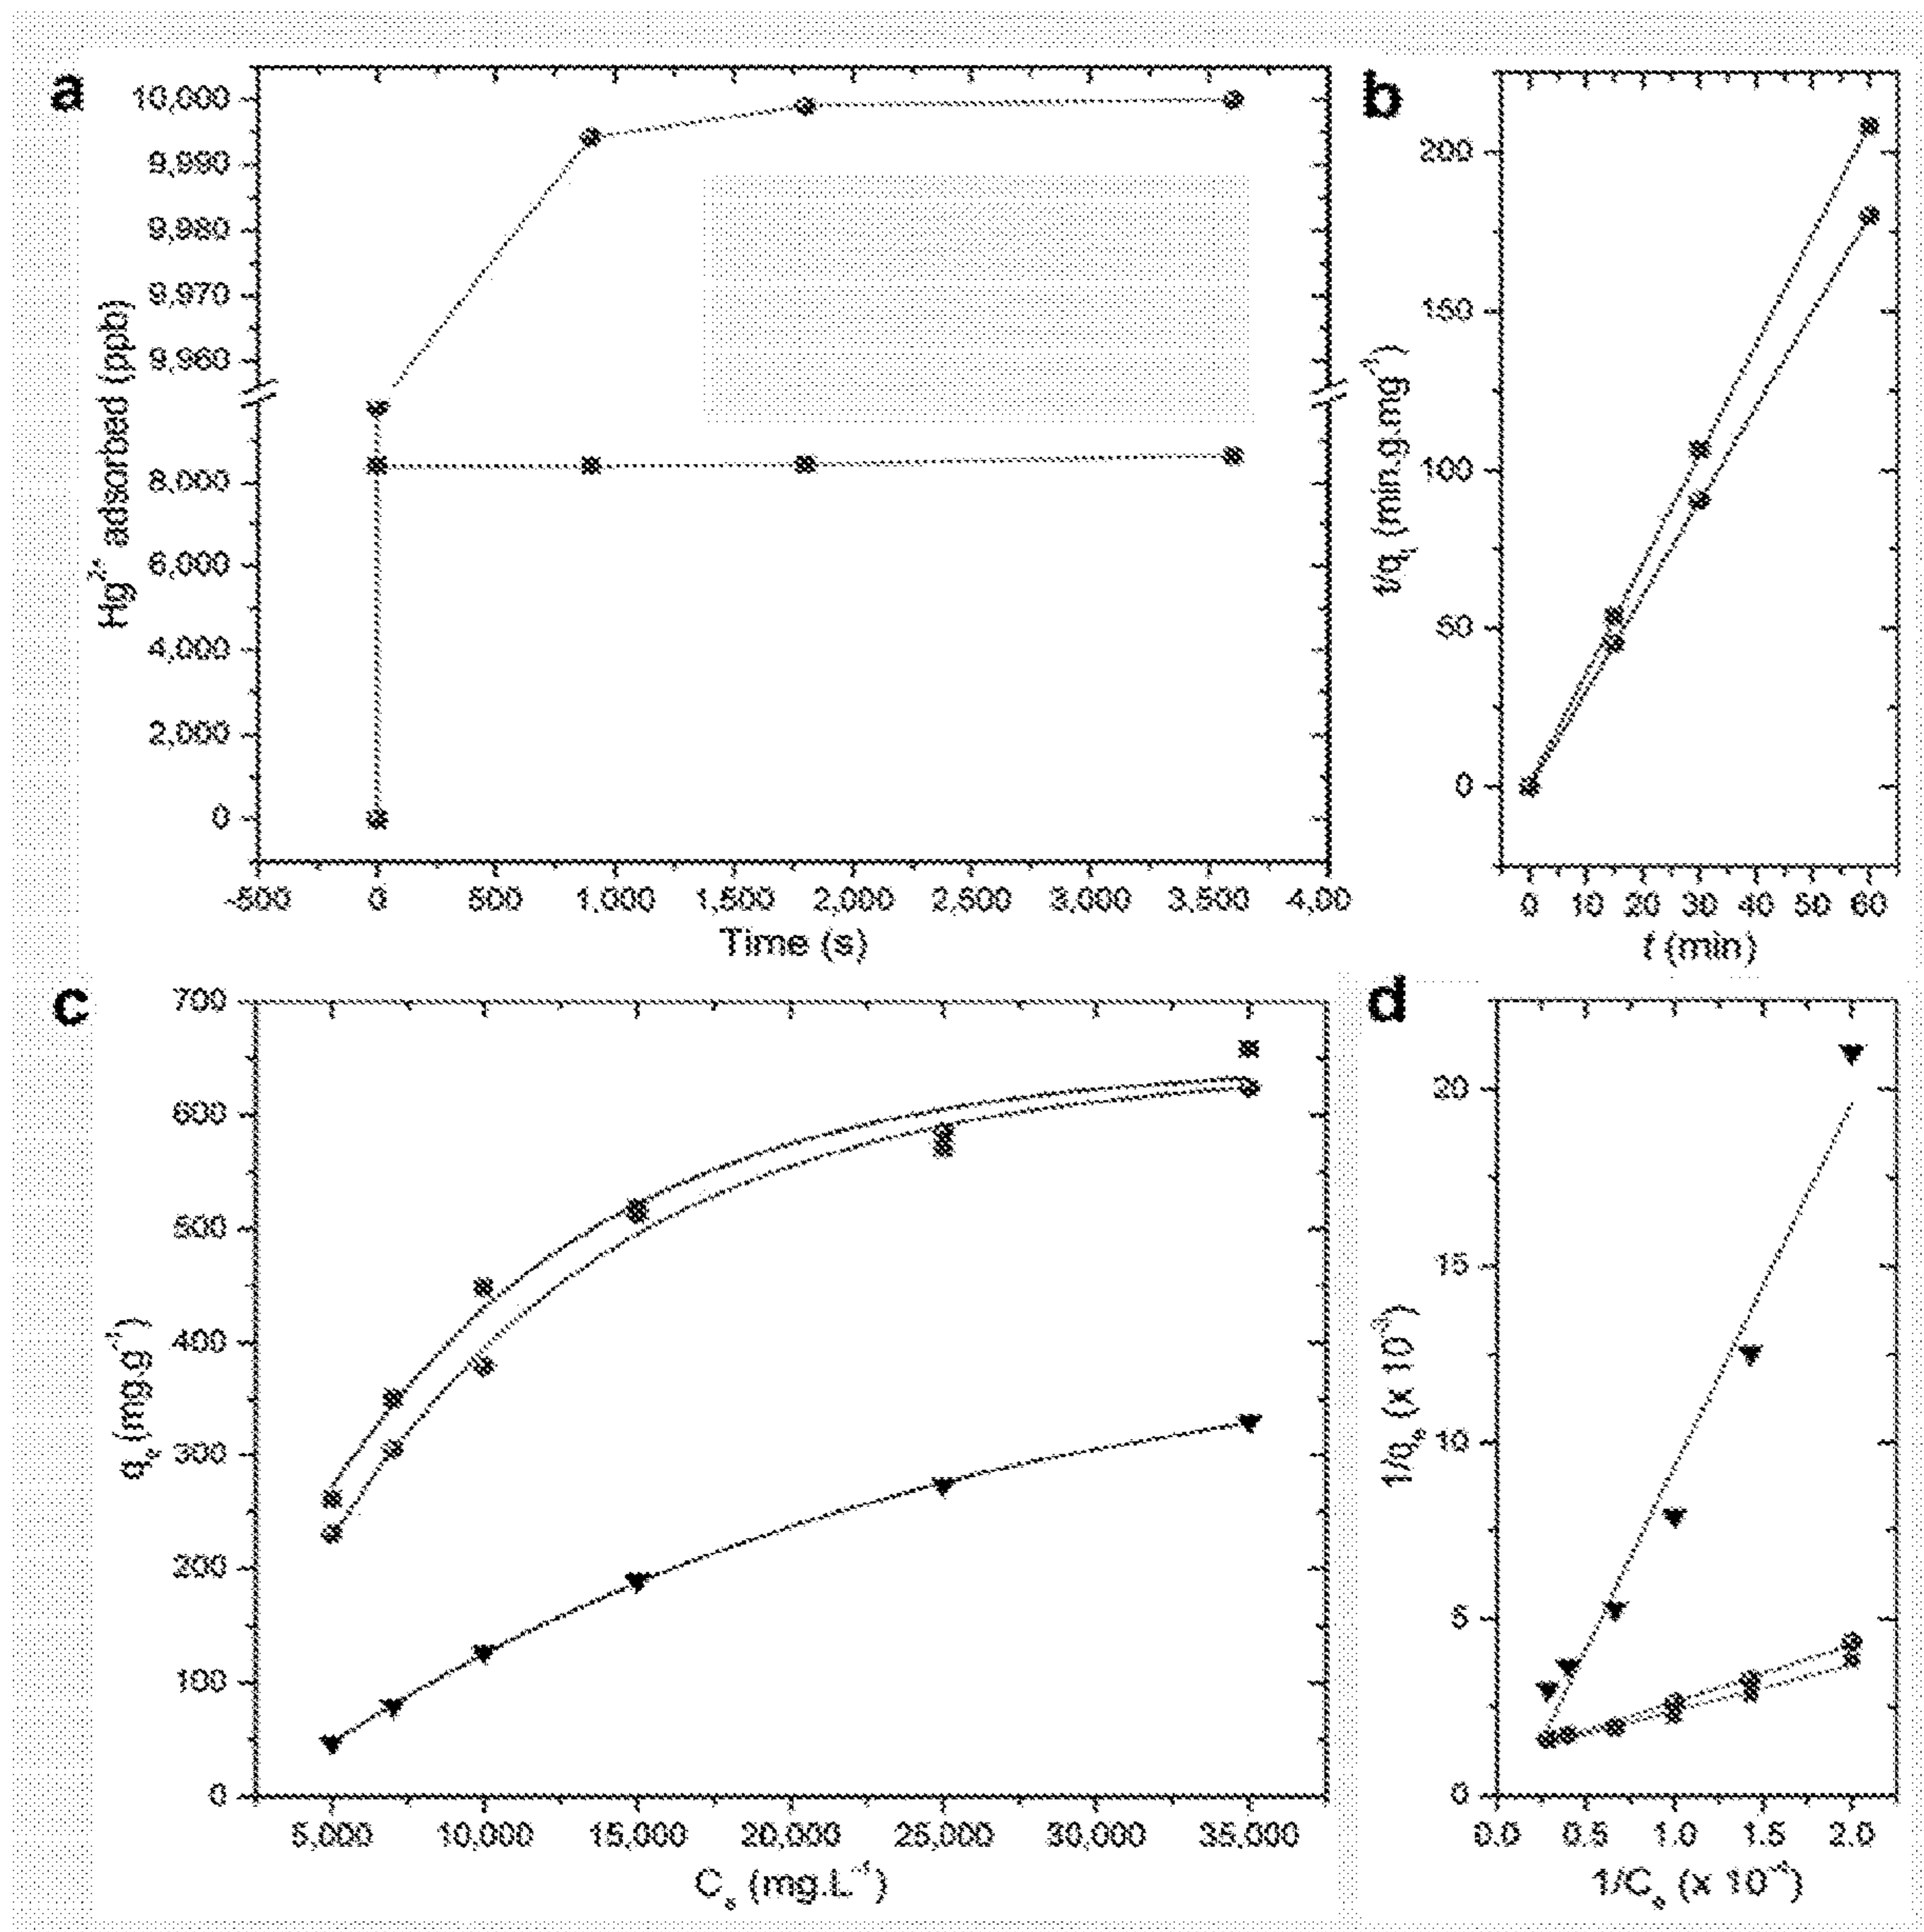 a
10,000
9,990
9,980
9,970
9,960
8,000
6,000
4,000
2,000
0
Hg2+ adsorbed (ppb)
-500 0 500 1,000 1,500 2,000 2,500 3,000 3,500 4,00
Time (s)
b
200
150
100
50
0
t/qt (min.g.mg-1)
0 10 20 30 40 50 60
t (min)
c
700
600
500
400
300
200
100
0
qe (mg.g-1)
5,000 10,000 15,000 20,000 25,000 30,000 35,000
Ce (mg.L-1)
d
20
15
10
5
0
1/qe (x 10-3)
0.0 0.5 1.0 1.5 2.0
1/Ce (x 10-4)